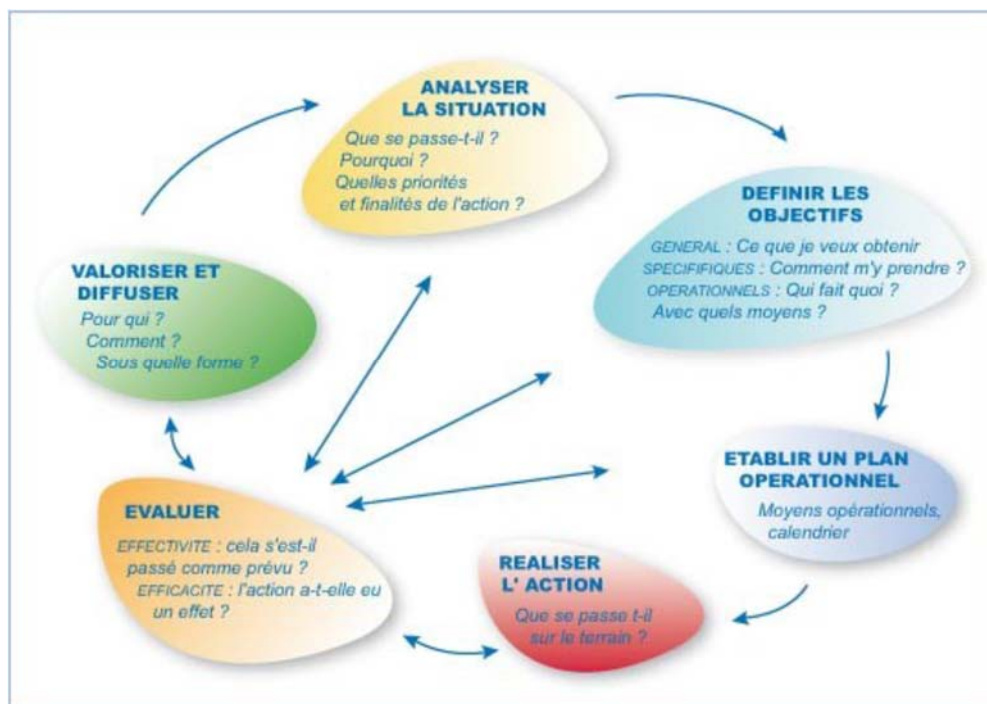 ANALYSER
LA SITUATION
Que se passe-t-il ?
Pourquoi ?
Quelles priorités
et finalités de l'action ?
DEFINIR LES
OBJECTIFS
GENERAL : Ce que je veux obtenir
SPECIFIFIQUES : Comment m'y prendre ?
OPERATIONNELS : Qui fait quoi ?
Avec quels moyens ?
ETABLIR UN PLAN
OPERATIONNEL
Moyens opérationnels,
calendrier
REALISER
L' ACTION
Que se passe t-il
sur le terrain ?
EVALUER
EFFECTIVITE : cela s'est-il
passé comme prévu ?
EFFICACITE : l'action a-t-elle eu
un effet ?
VALORISER ET
DIFFUSER
Pour qui ?
Comment ?
Sous quelle forme ?